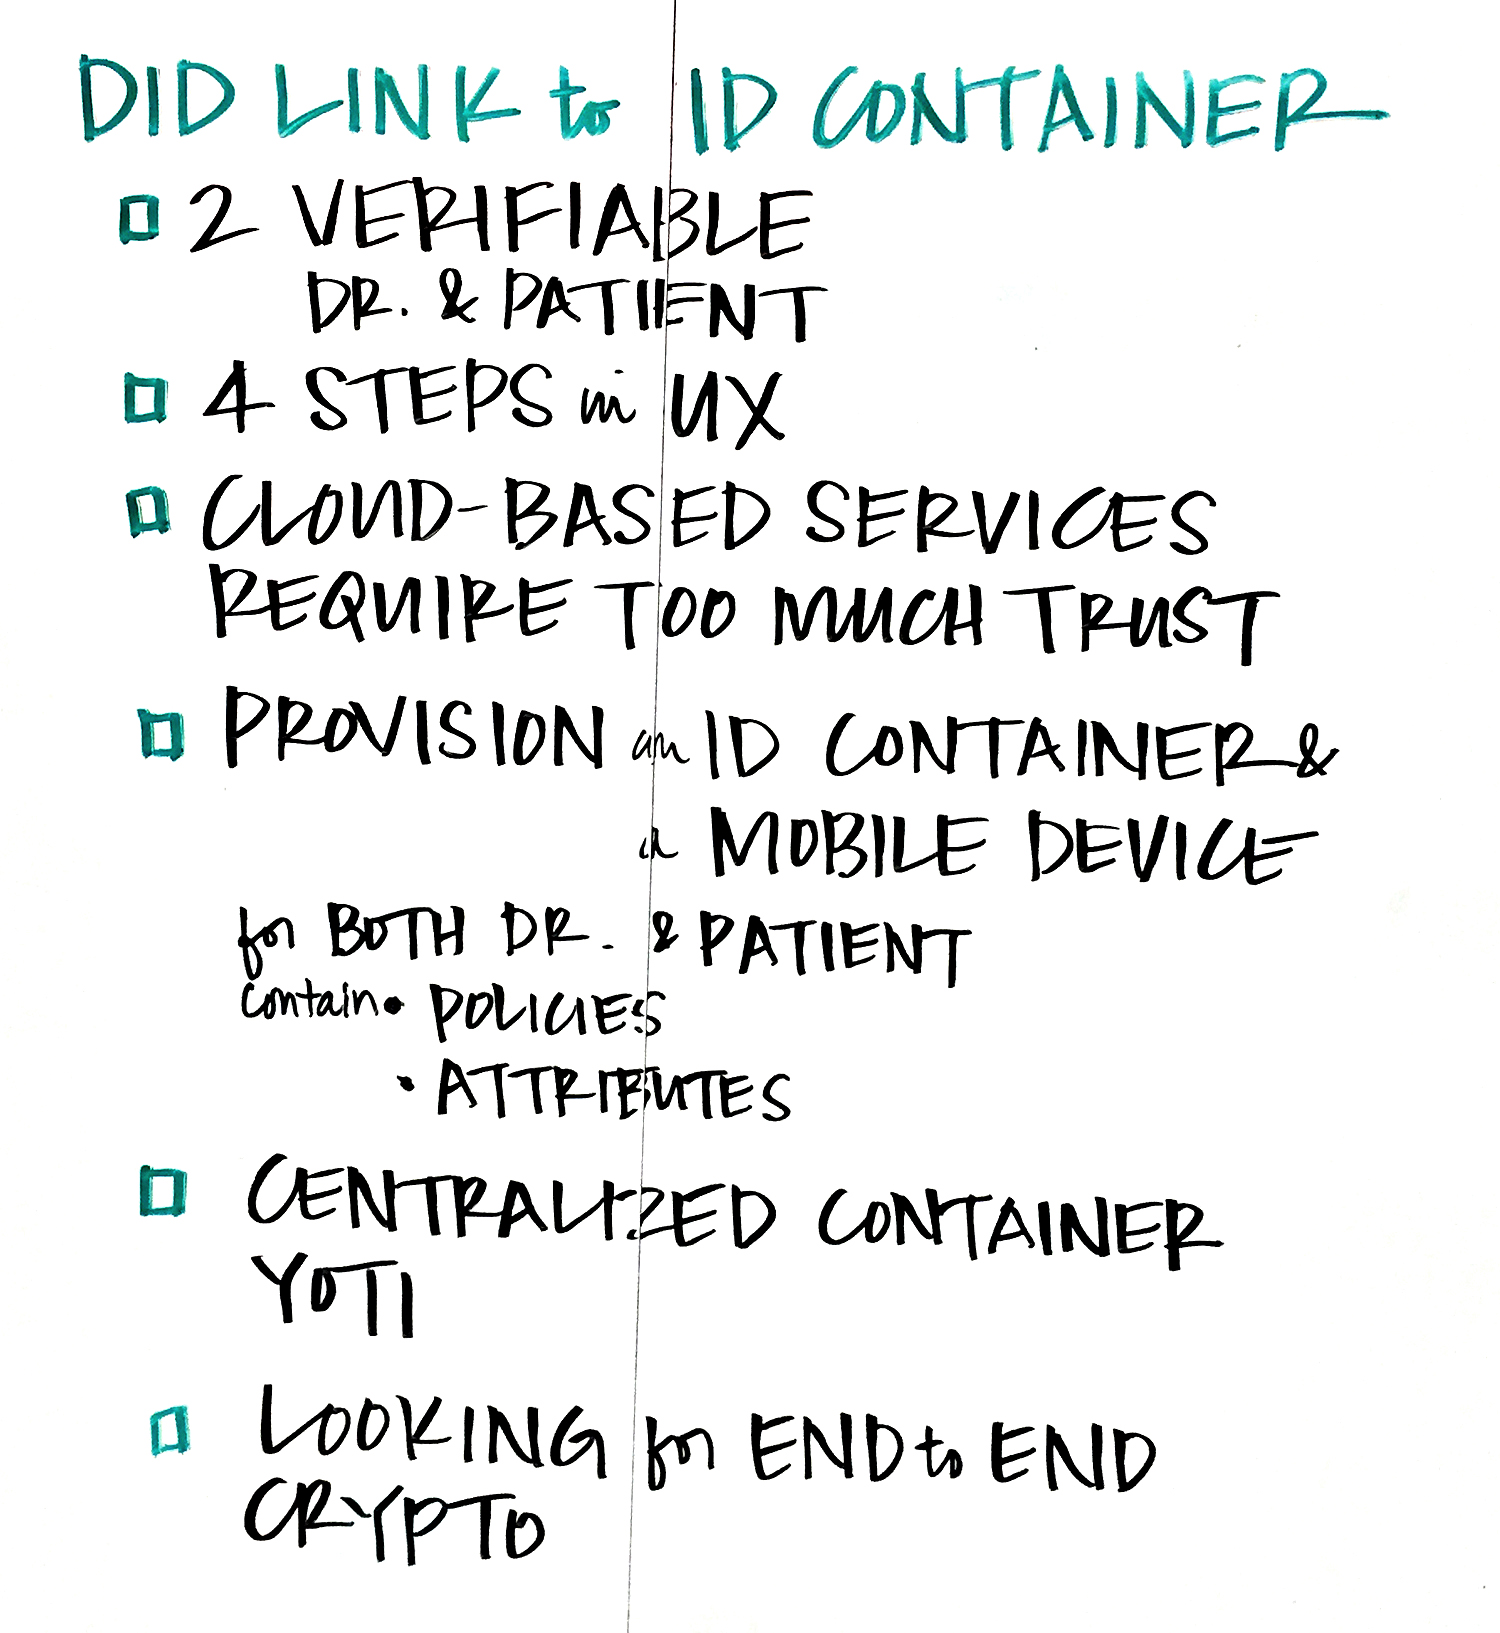 DID LINK to ID CONTAINER
2 VERIFIABLE
DR. & PATIENT
4 STEPS in UX
CLOUD-BASED SERVICES
REQUIRE TOO MUCH TRUST
PROVISION an ID CONTAINER &
a MOBILE DEVICE
for BOTH DR. & PATIENT
contain • POLICIES
• ATTRIBUTES
CENTRALIZED CONTAINER
YOTI
LOOKING for END to END
CRYPTO